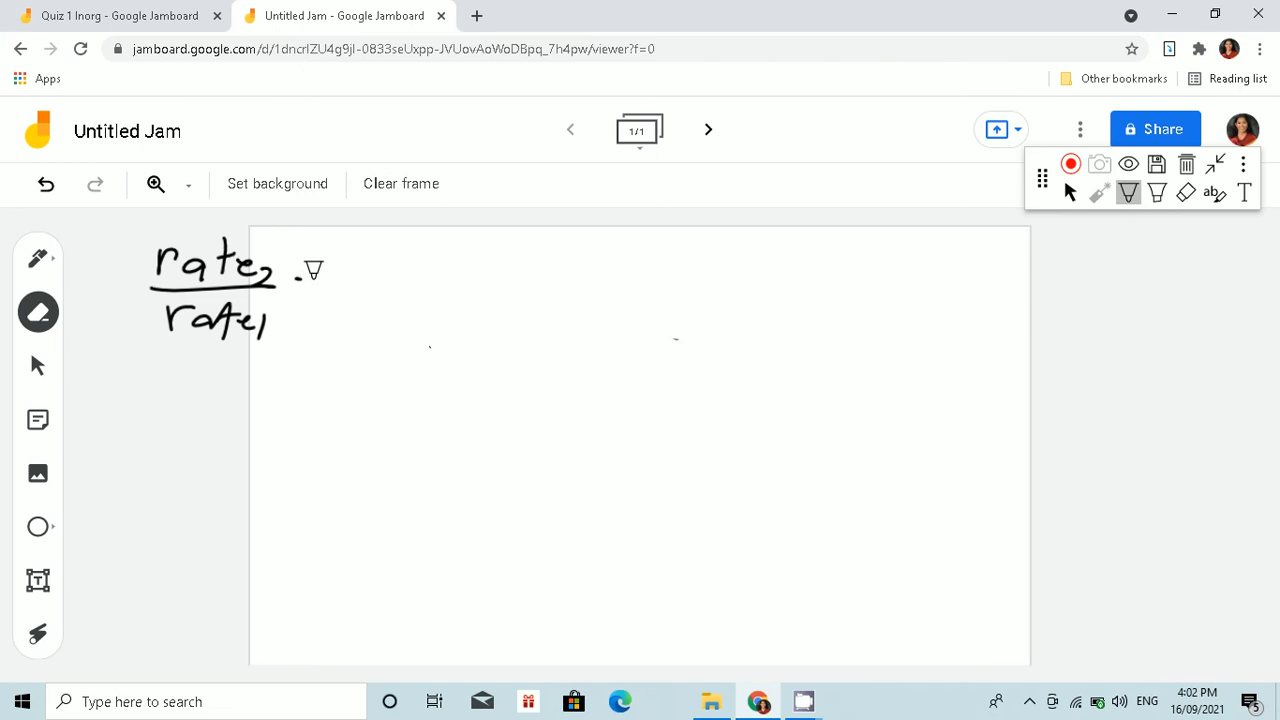 Quiz 1 Inorg - Google Jamboard
Untitled Jam - Google Jamboard
jamboard.google.com/d/1dncrlZU4g9jI-0833seUxpp-JVUovAoWoDBpq_7h4pw/viewer?f=0
Apps
Other bookmarks
Reading list
Untitled Jam
1/1
Share
Set background
Clear frame
rate2
rate1
Type here to search
ENG
4:02 PM
16/09/2021
5